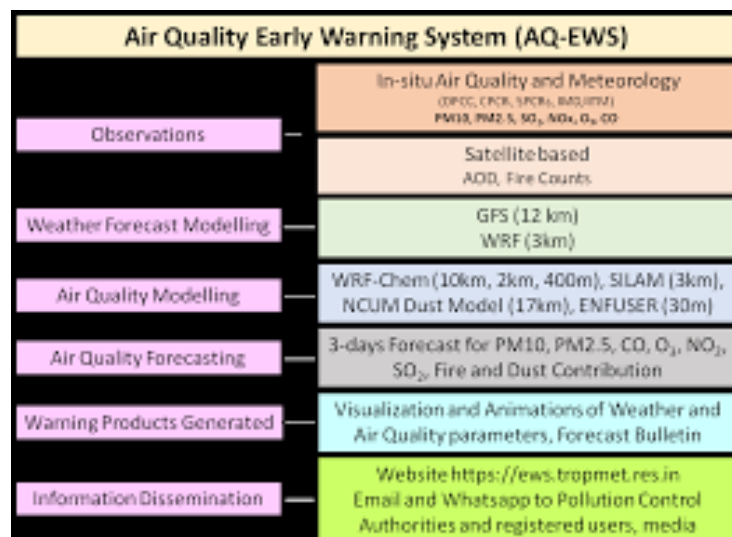 Air Quality Early Warning System (AQ-EWS)
Observations
In-situ Air Quality and Meteorology
(DPCC, CPCB, SPCBs, IMD, IITM)
PM10, PM2.5, SO₂, NOx, O₃, CO
Satellite based
AOD, Fire Counts
Weather Forecast Modelling
GFS (12 km)
WRF (3km)
Air Quality Modelling
WRF-Chem (10km, 2km, 400m), SILAM (3km),
NCUM Dust Model (17km), ENFUSER (30m)
Air Quality Forecasting
3-days Forecast for PM10, PM2.5, CO, O₃, NO₂,
SO₂, Fire and Dust Contribution
Warning Products Generated
Visualization and Animations of Weather and
Air Quality parameters, Forecast Bulletin
Information Dissemination
Website https://ews.tropmet.res.in
Email and Whatsapp to Pollution Control
Authorities and registered users, media